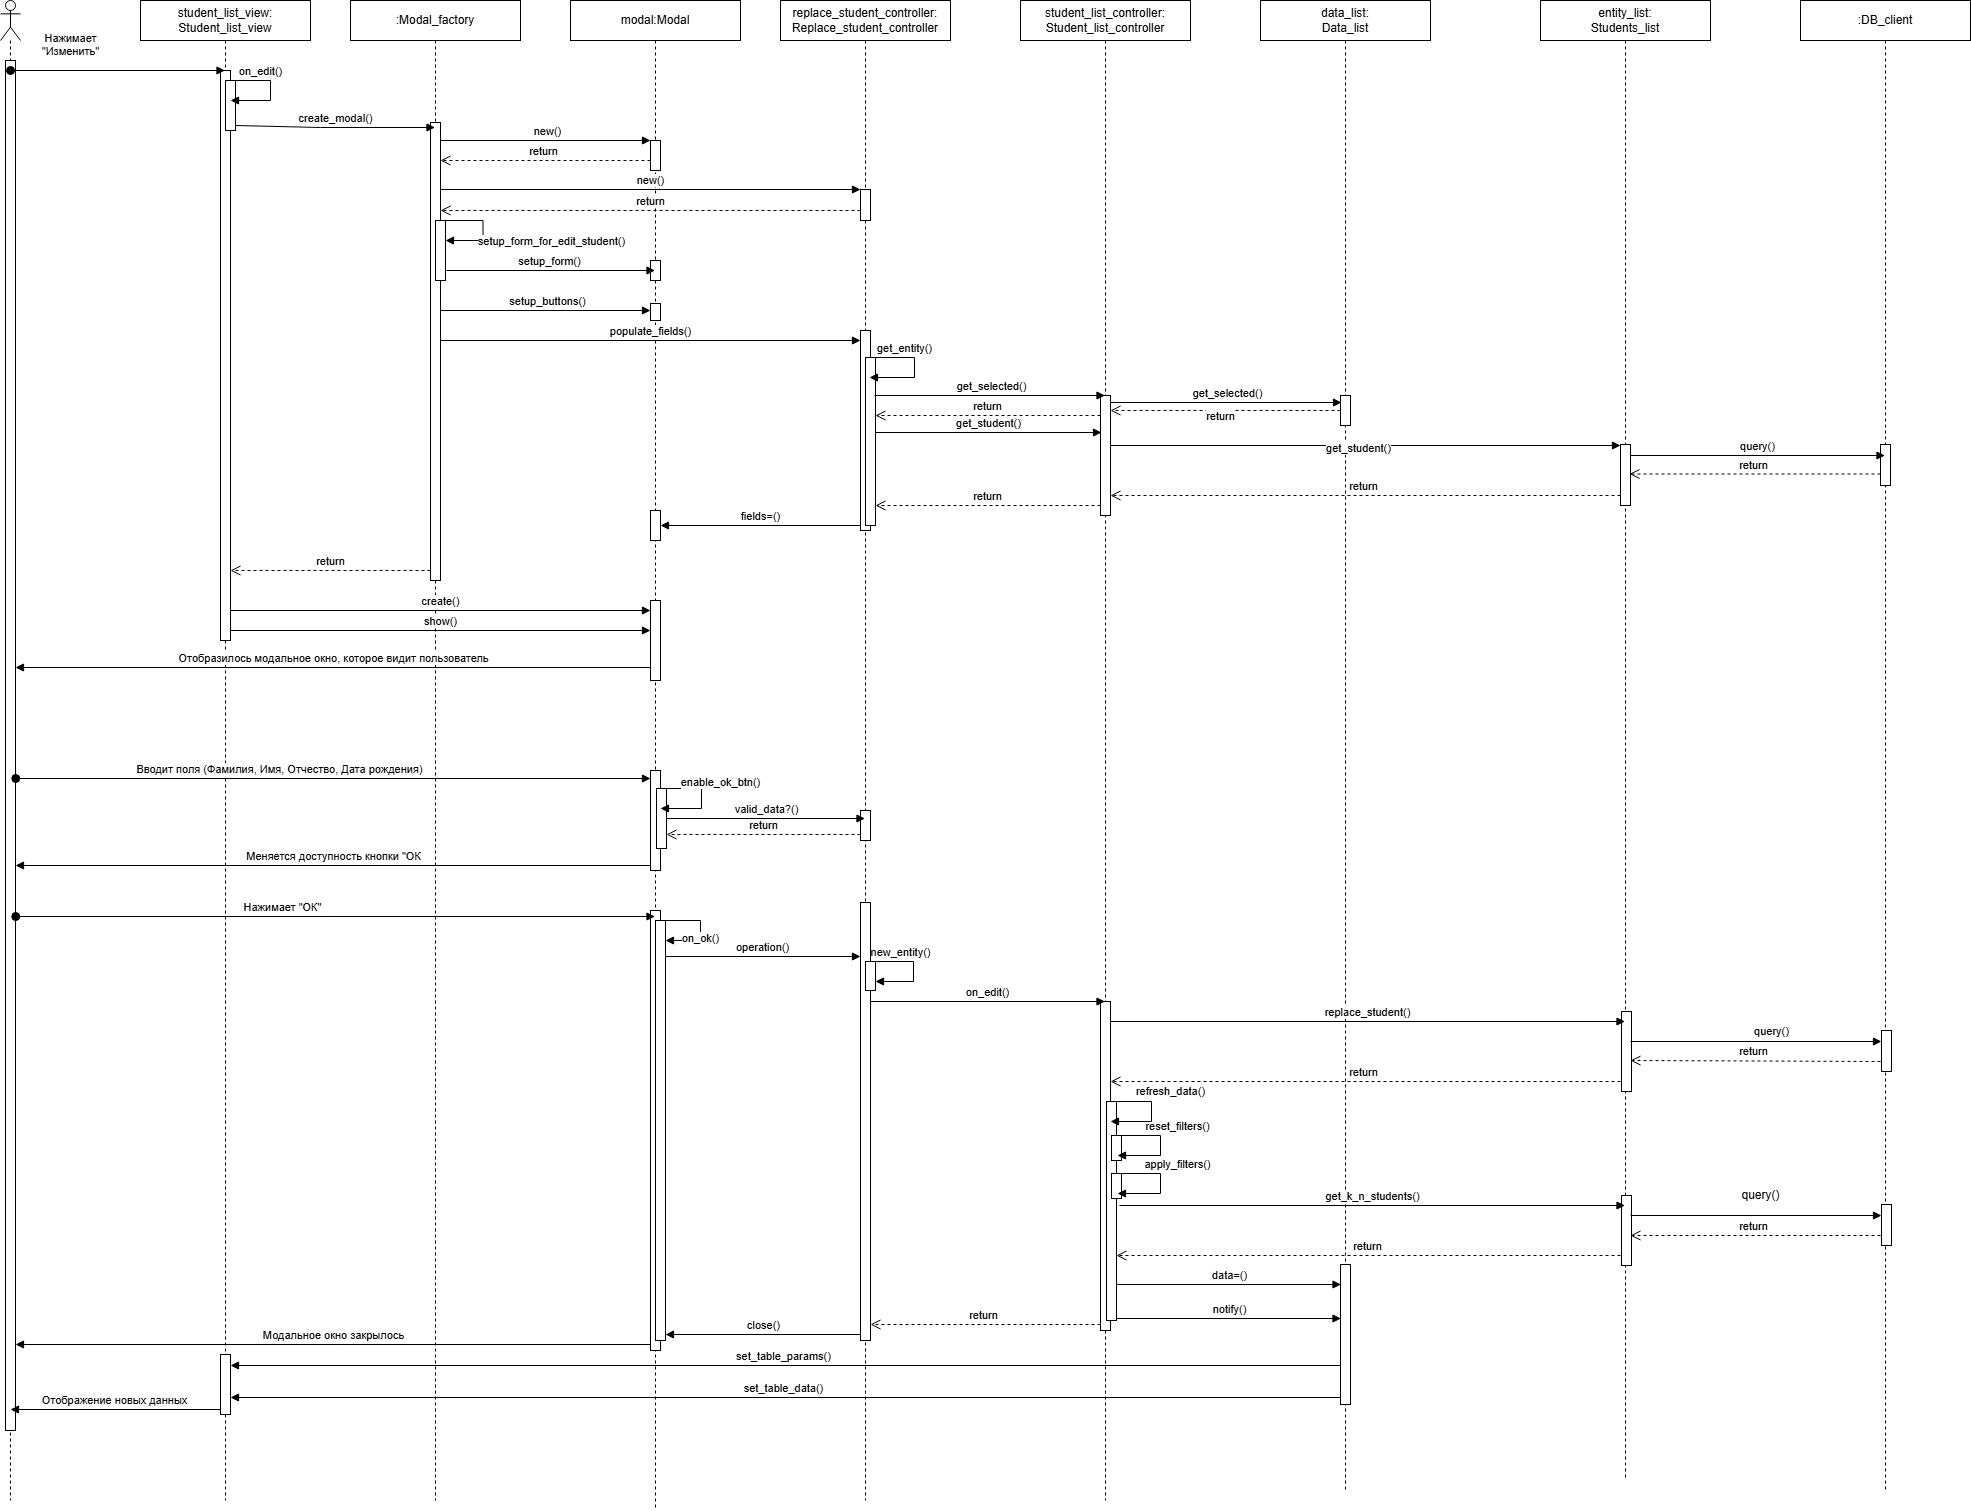 student_list_view:
Student_list_view
:Modal_factory
modal:Modal
replace_student_controller:
Replace_student_controller
student_list_controller:
Student_list_controller
data_list:
Data_list
entity_list:
Students_list
:DB_client
Нажимает
"Изменить"
on_edit()
create_modal()
new()
return
new()
return
setup_form_for_edit_student()
setup_form()
setup_buttons()
populate_fields()
get_entity()
get_selected()
get_selected()
return
return
get_student()
get_student()
query()
return
return
return
fields=()
return
create()
show()
Отобразилось модальное окно, которое видит пользователь
Вводит поля (Фамилия, Имя, Отчество, Дата рождения)
enable_ok_btn()
valid_data?()
return
Меняется доступность кнопки "ОК
Нажимает "ОК"
on_ok()
operation()
new_entity()
on_edit()
replace_student()
query()
return
return
refresh_data()
reset_filters()
apply_filters()
get_k_n_students()
query()
return
return
data=()
notify()
return
close()
Модальное окно закрылось
set_table_params()
set_table_data()
Отображение новых данных